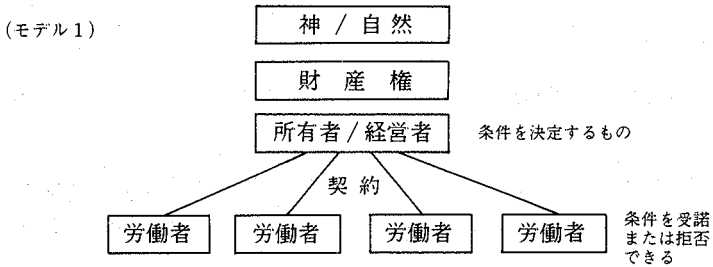 (モデル1)
神 / 自然
財産権
所有者/経営者
条件を決定するもの
契約
労働者
労働者
労働者
労働者
条件を受諾
または拒否
できる